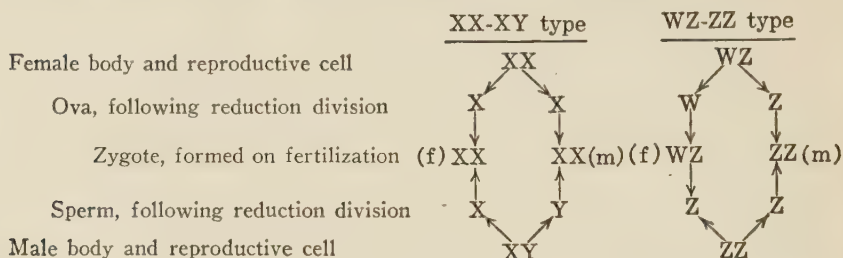 XX-XY type WZ-ZZ type
Female body and reproductive cell XX WZ
Ova, following reduction division X X W Z
Zygote, formed on fertilization (f) XX XX(m) (f) WZ ZZ(m)
Sperm, following reduction division X Y Z Z
Male body and reproductive cell XY ZZ